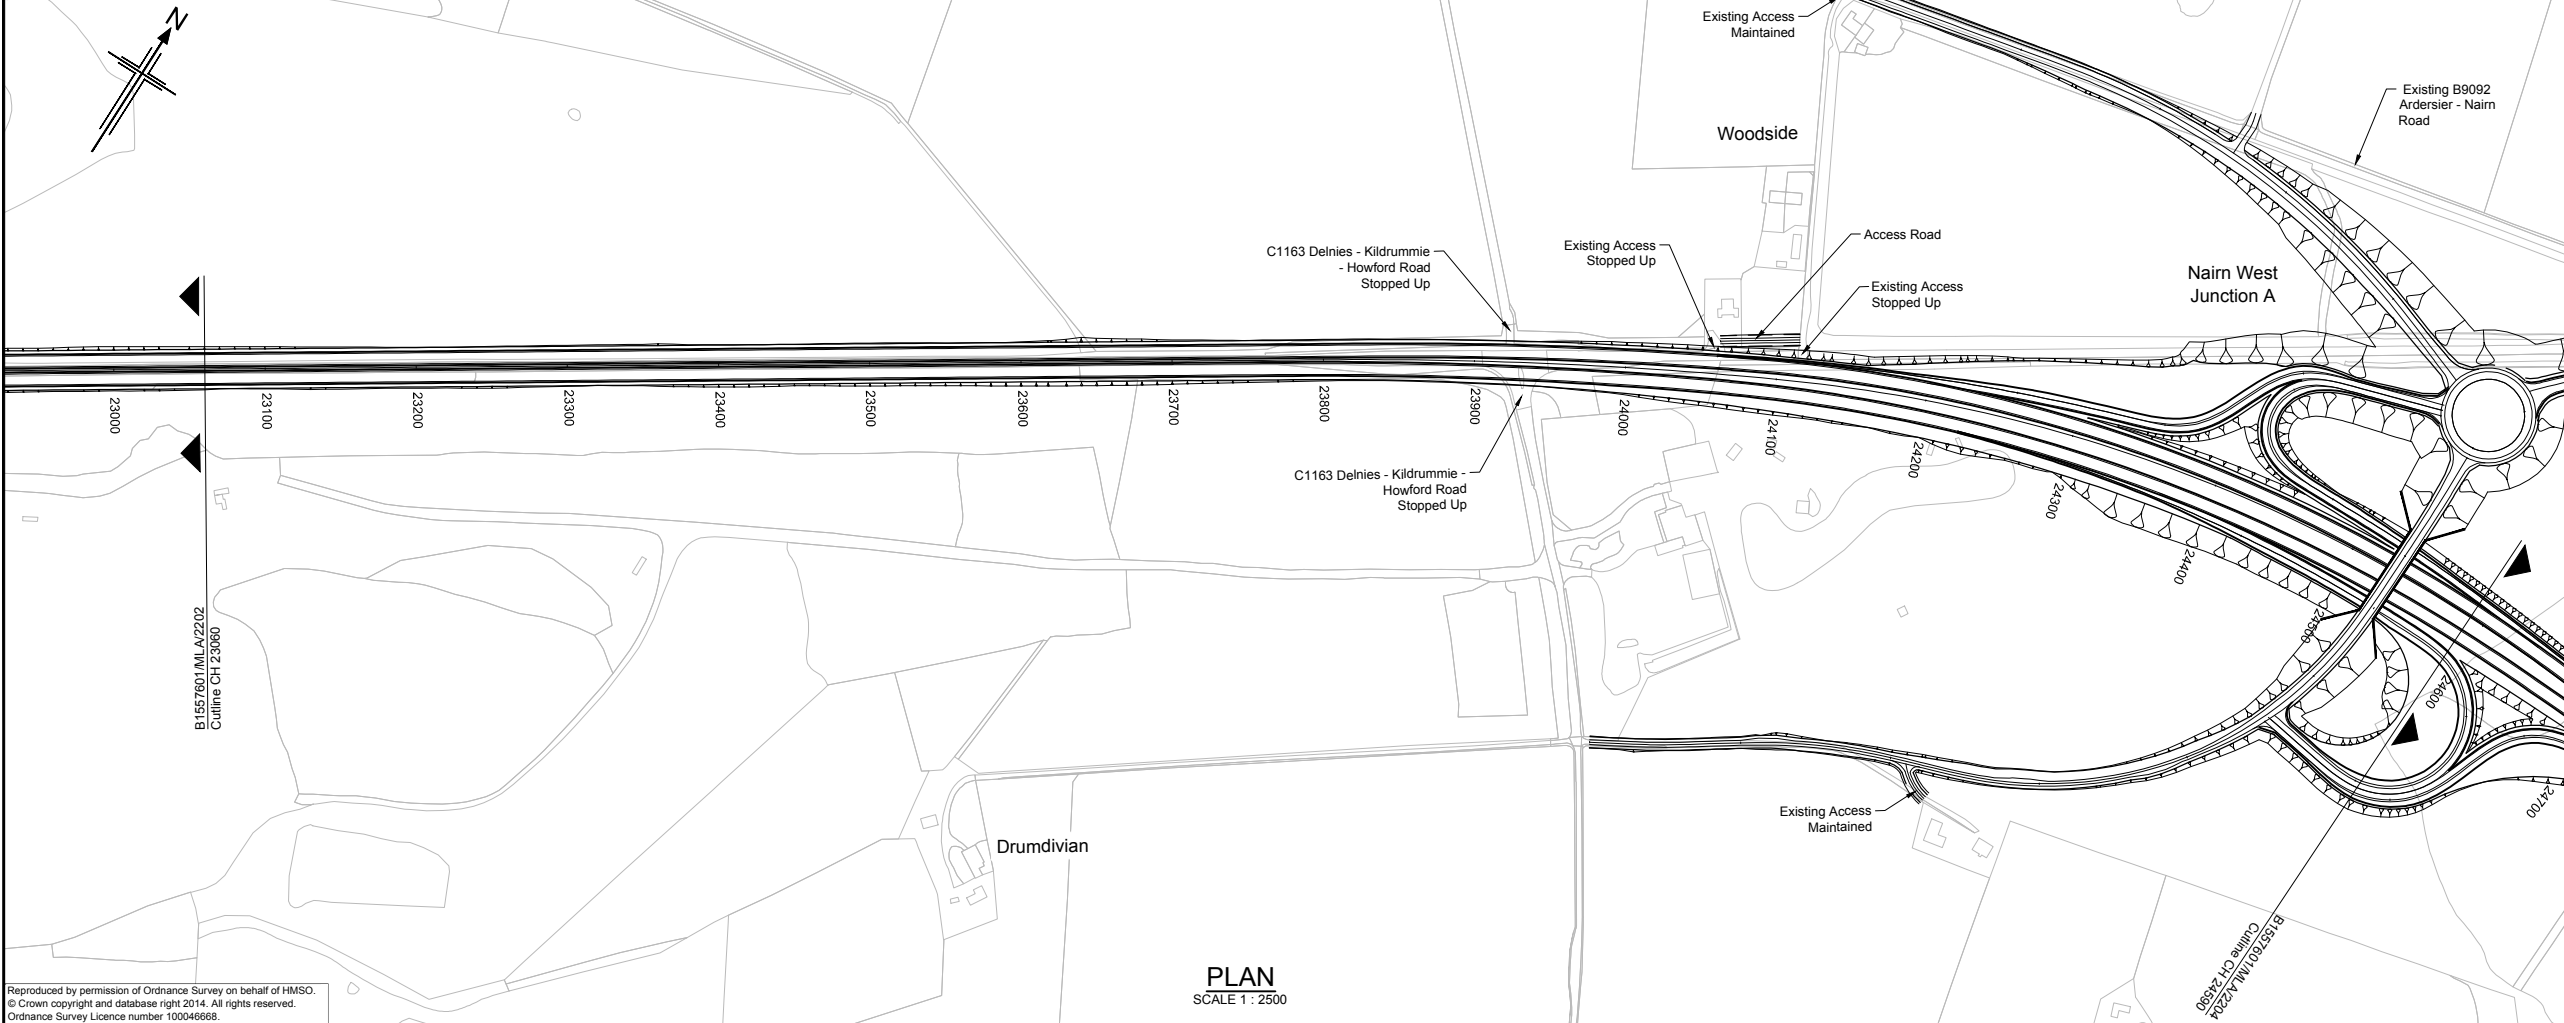 N
Existing Access
Maintained
Existing B9092
Ardersier - Nairn
Road
Woodside
Access Road
C1163 Delnies - Kildrummie
- Howford Road
Stopped Up
Existing Access
Stopped Up
Existing Access
Stopped Up
Nairn West
Junction A
23000
23100
23200
23300
23400
23500
23600
23700
23800
23900
24000
24100
24200
24300
24400
24500
24600
24700
C1163 Delnies - Kildrummie -
Howford Road
Stopped Up
B1557601/MLA/2202
Cutline CH 23060
Existing Access
Maintained
Drumdivian
B1557601/MLA/2204
Cutline CH 24590
PLAN
SCALE 1 : 2500
Reproduced by permission of Ordnance Survey on behalf of HMSO.
© Crown copyright and database right 2014. All rights reserved.
Ordnance Survey Licence number 100046668.